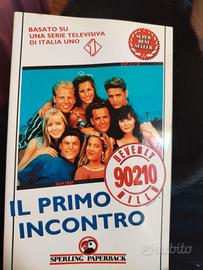 BASATO SU
UNA SERIE TELEVISIVA
DI ITALIA UNO
1
SUPER
BEST
SELLER
BEVERLY
90210
HILLS
IL PRIMO
INCONTRO
SPERLING PAPERBACK
subito